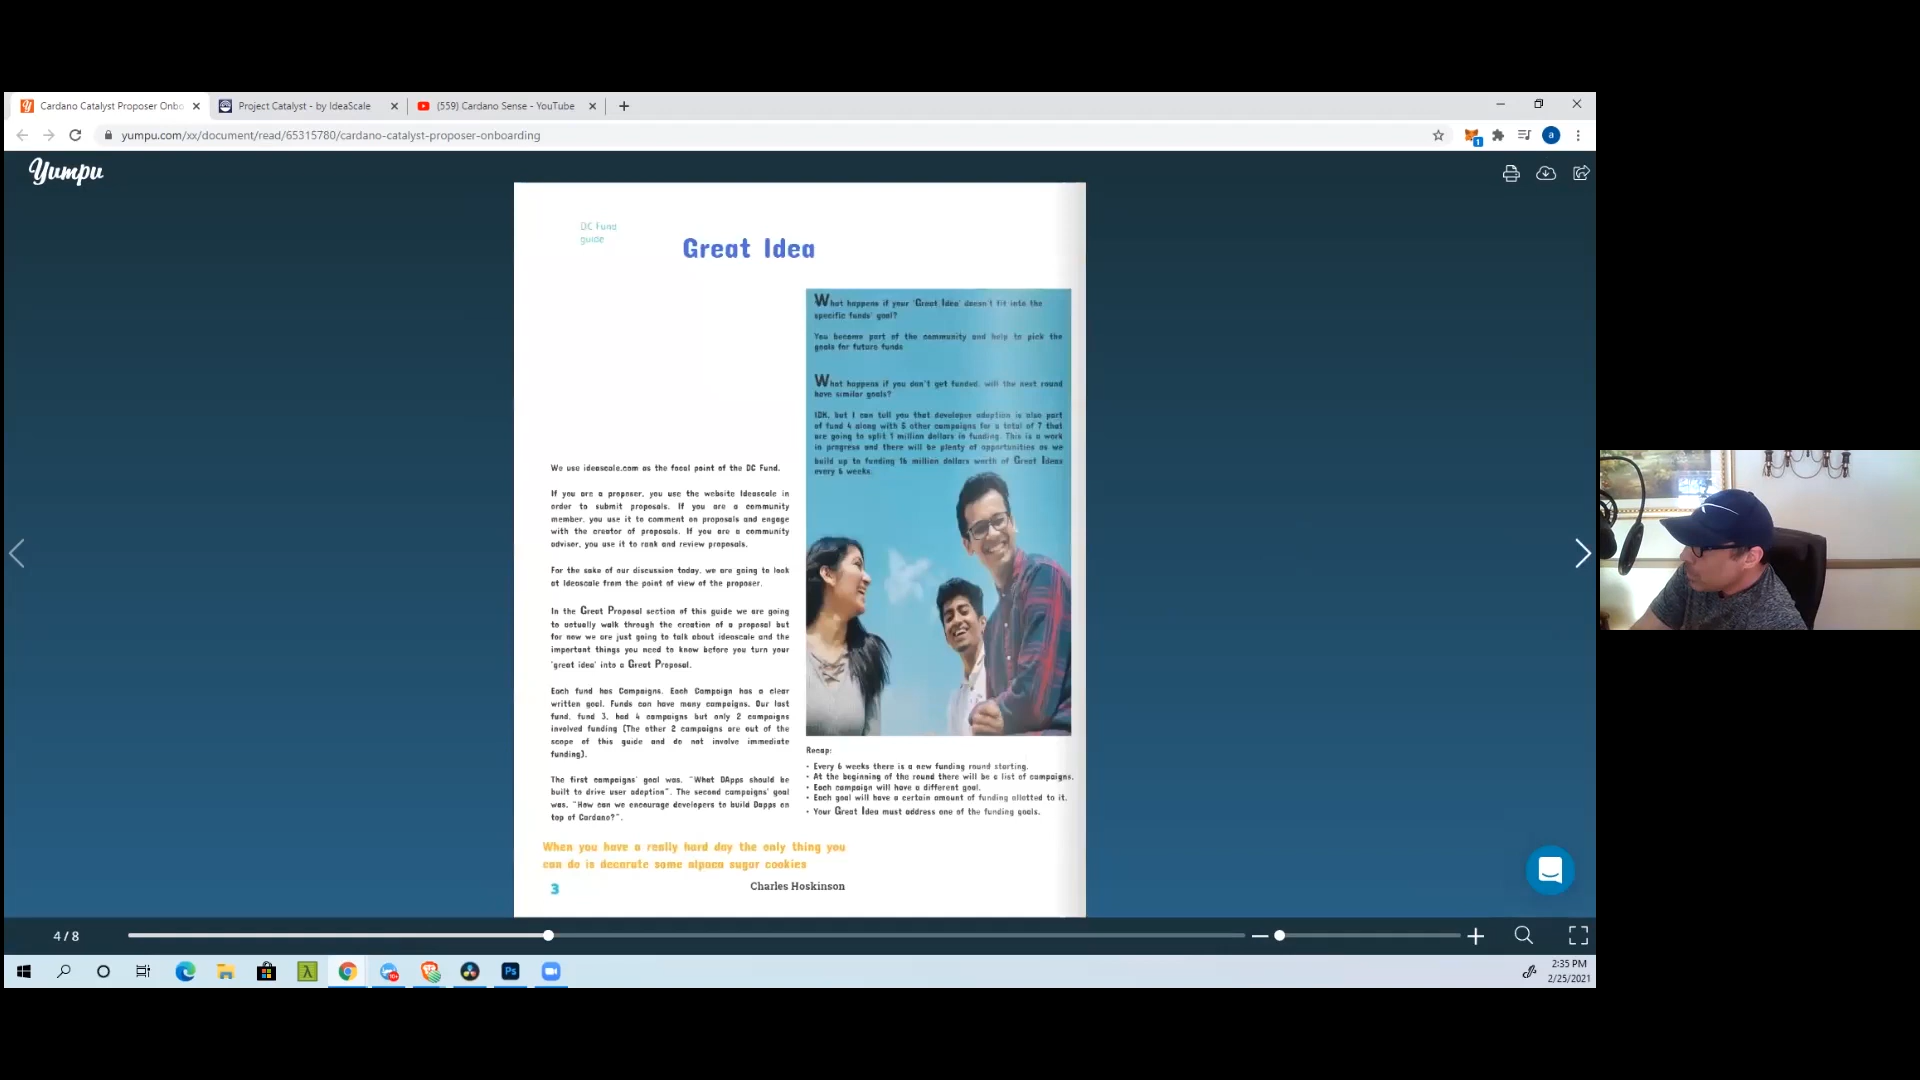 Cardano Catalyst Proposer Onbo
Project Catalyst - by IdeaScale
(559) Cardano Sense - YouTube
yumpu.com/xx/document/read/65315780/cardano-catalyst-proposer-onboarding
1
a
Yumpu
DC Fund
guide
Great Idea
We use ideascale.com as the focal point of the DC Fund.
If you are a proposer, you use the website Ideascale in
order to submit proposals. If you are a community
member, you use it to comment on proposals and engage
with the creator of proposals. If you are a community
advisor, you use it to rank and review proposals.
For the sake of our discussion today, we are going to look
at Ideascale from the point of view of the proposer.
In the Great Proposal section of this guide we are going
to actually walk through the creation of a proposal but
for now we are just going to talk about ideascale and the
important things you need to know before you turn your
'great idea' into a Great Proposal.
Each fund has Campaigns. Each Campaign has a clear
written goal. Funds can have many campaigns. Our last
fund, fund 3, had 4 campaigns but only 2 campaigns
involved funding (The other 2 campaigns are out of the
scope of this guide and do not involve immediate
funding).
The first campaigns' goal was, "What DApps should be
built to drive user adoption". The second campaigns' goal
was, "How can we encourage developers to build Dapps on
top of Cardano?".
What happens if your 'Great Idea' doesn't fit into the
specific funds' goal?
You become part of the community and help to pick the
goals for future funds
What happens if you don't get funded, will the next round
have similar goals?
IDK, but I can tell you that developer adoption is also part
of fund 4 along with 6 other campaigns for a total of 7 that
are going to split 1 million dollars in funding. This is a work
in progress and there will be plenty of opportunities as we
build up to funding 16 million dollars worth of Great Ideas
every 6 weeks.
Recap:
• Every 6 weeks there is a new funding round starting.
• At the beginning of the round there will be a list of campaigns.
• Each campaign will have a different goal.
• Each goal will have a certain amount of funding allotted to it.
• Your Great Idea must address one of the funding goals.
When you have a really hard day the only thing you
can do is decorate some alpaca sugar cookies
3
Charles Hoskinson
4 / 8
Ps
2:35 PM
2/25/2021